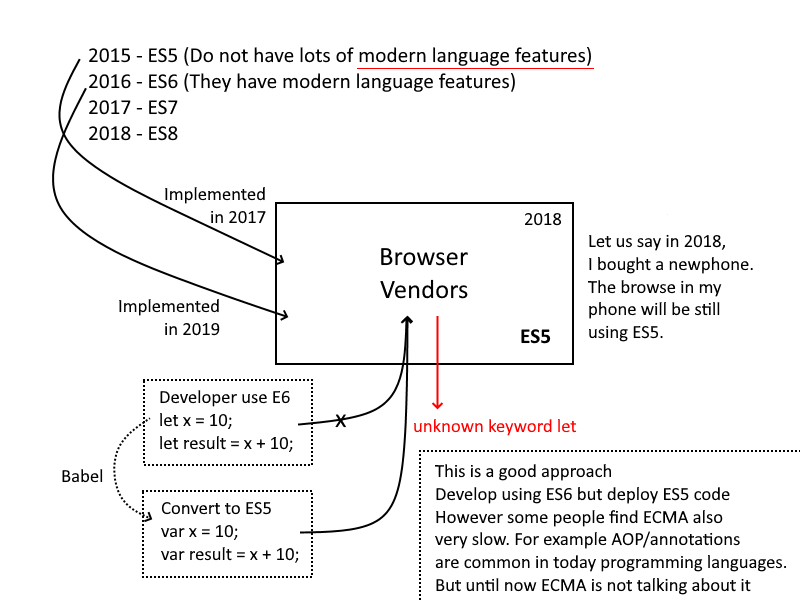 2015 - ES5 (Do not have lots of modern language features)
2016 - ES6 (They have modern language features)
2017 - ES7
2018 - ES8
Implemented
in 2017
2018
Browser
Vendors
ES5
Let us say in 2018,
I bought a newphone.
The browse in my
phone will be still
using ES5.
Implemented
in 2019
Developer use E6
let x = 10;
let result = x + 10;
X
unknown keyword let
Babel
Convert to ES5
var x = 10;
var result = x + 10;
This is a good approach
Develop using ES6 but deploy ES5 code
However some people find ECMA also
very slow. For example AOP/annotations
are common in today programming languages.
But until now ECMA is not talking about it